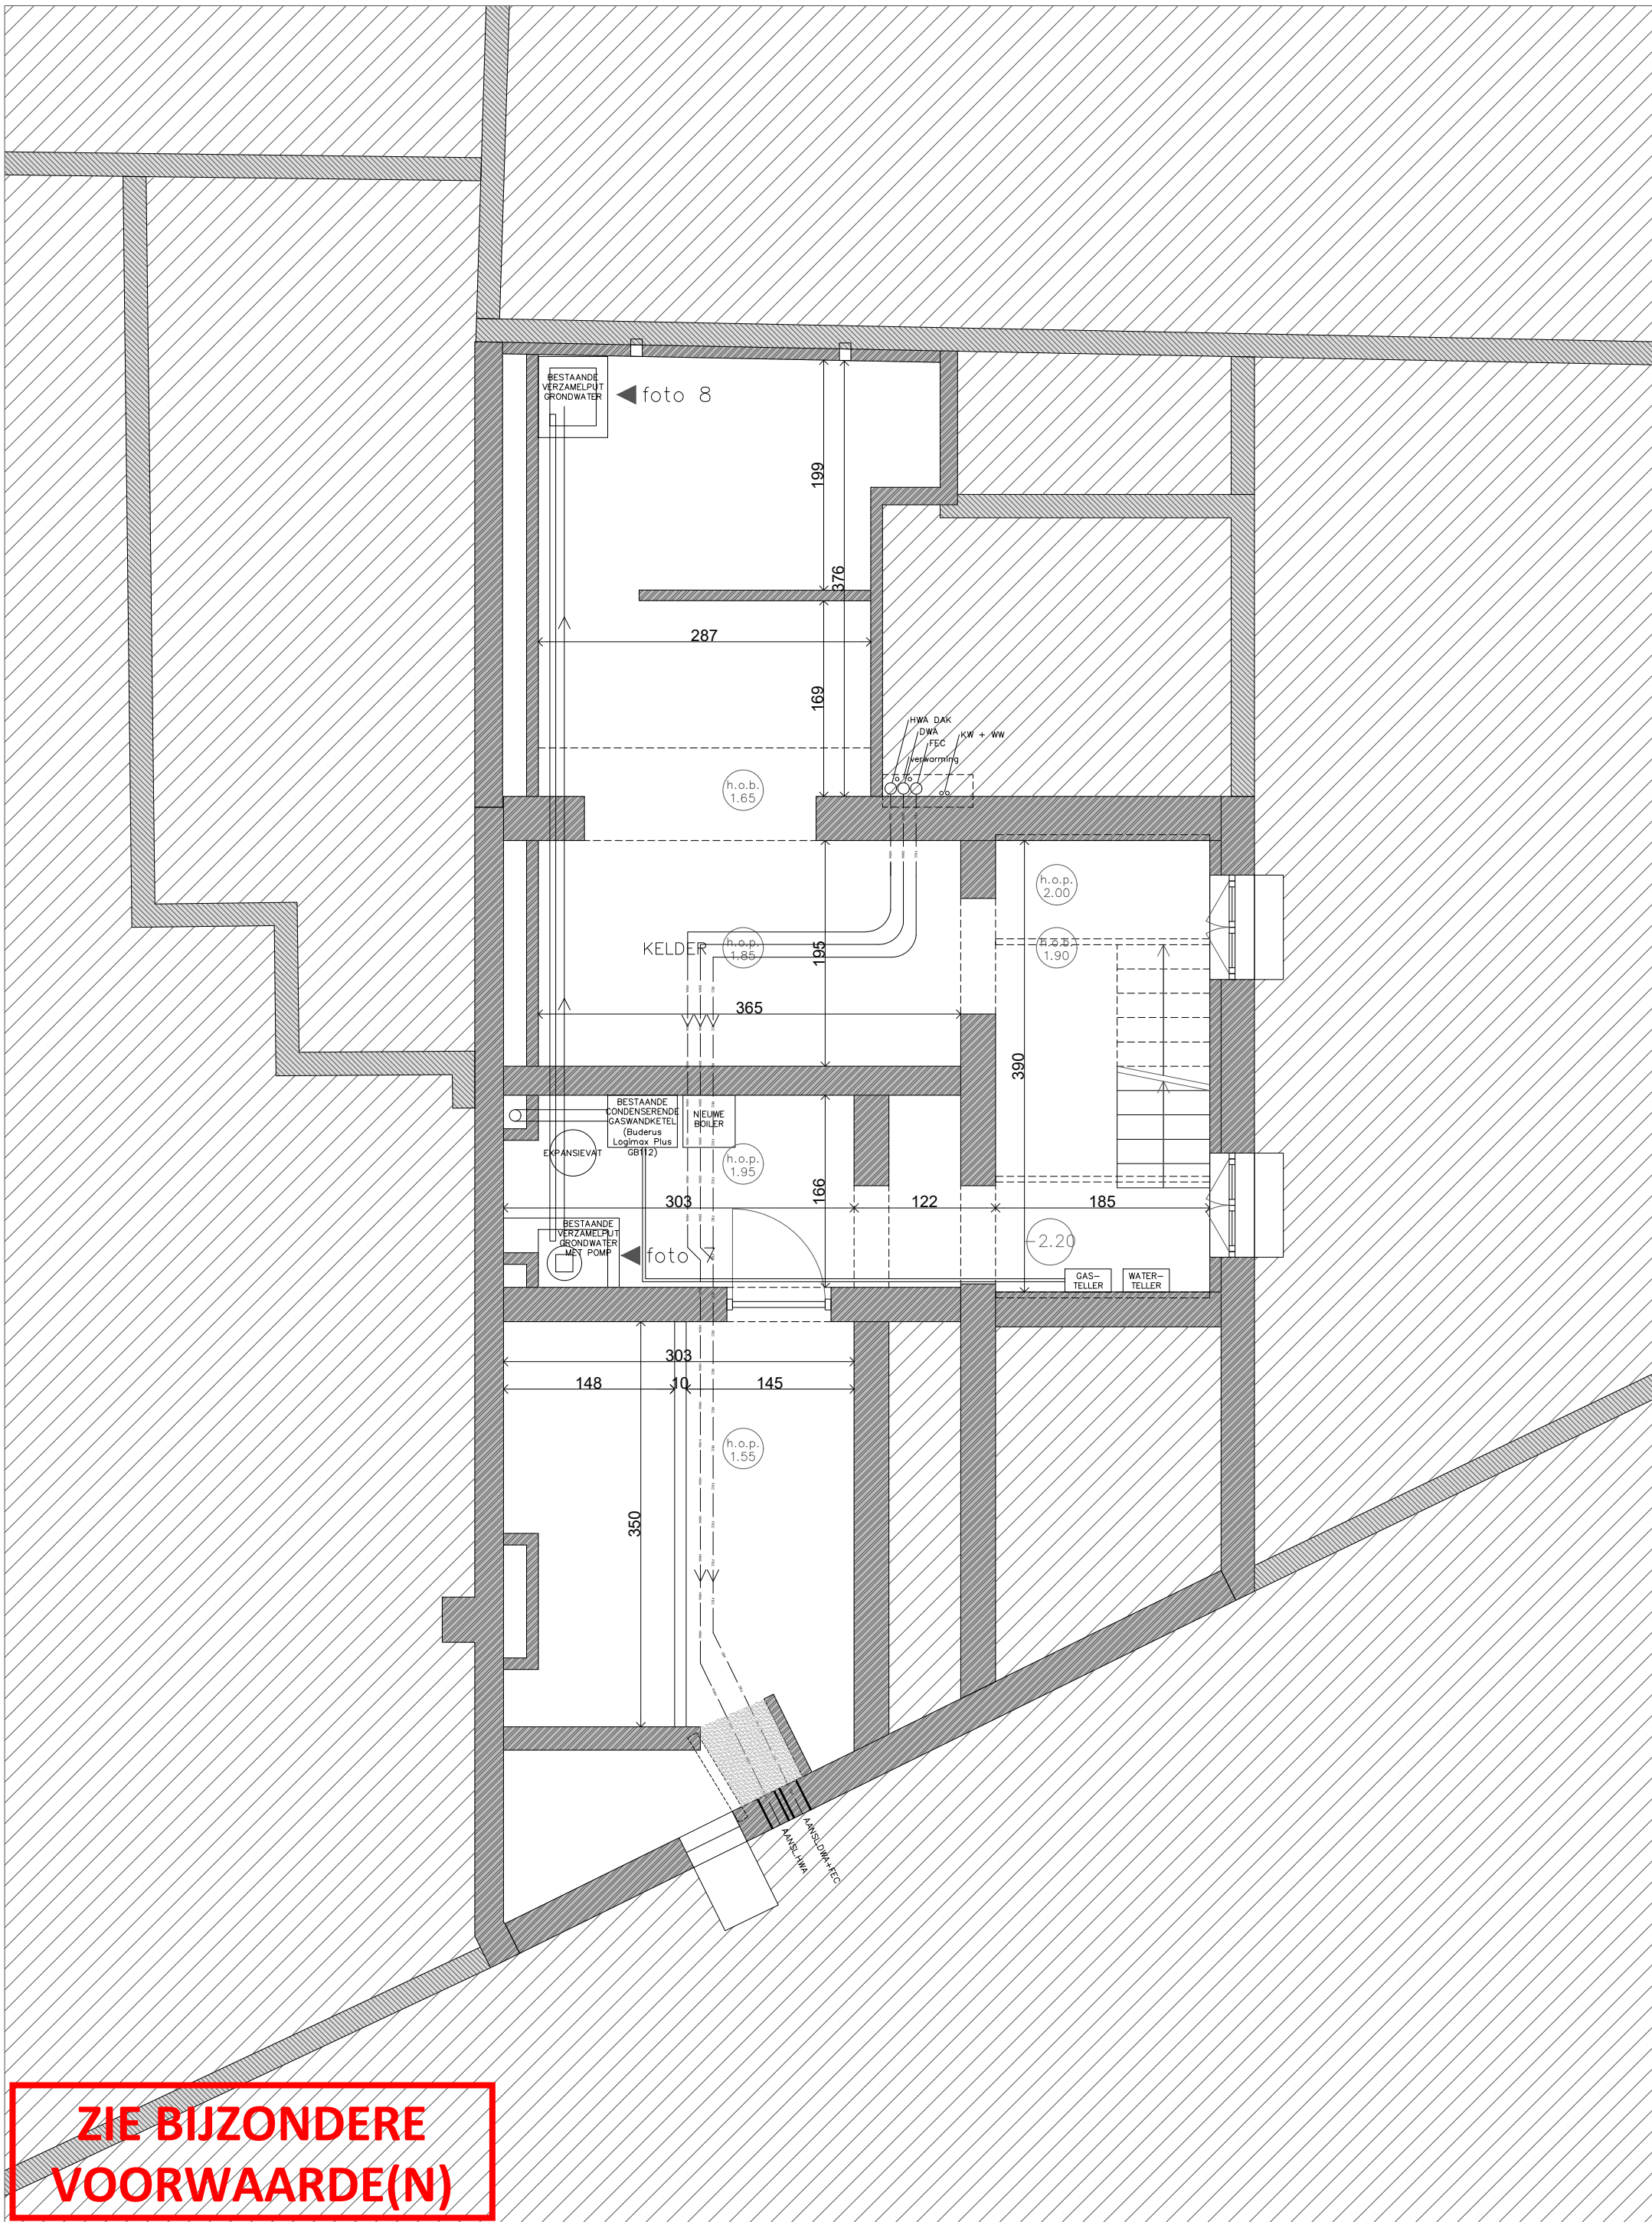 BESTAANDE
VERZAMELPUT
GRONDWATER
foto 8
199
376
287
169
HWA DAK
DWA
FEC
KW + WW
verwarming
h.o.b.
1.65
h.o.p.
2.00
KELDER
h.o.p.
1.85
195
h.o.b.
1.90
365
390
BESTAANDE
CONDENSERENDE
GASWANDKETEL
(Buderus
Logimax Plus
GB112)
NIEUWE
BOILER
EXPANSIEVAT
h.o.p.
1.95
166
303
122
185
BESTAANDE
VERZAMELPUT
GRONDWATER
MET POMP
foto 7
-2.20
GAS-
TELLER
WATER-
TELLER
303
148
10
145
h.o.p.
1.55
350
AANSL.HWA
AANSL.DWA+FEC
ZIE BIJZONDERE
VOORWAARDE(N)